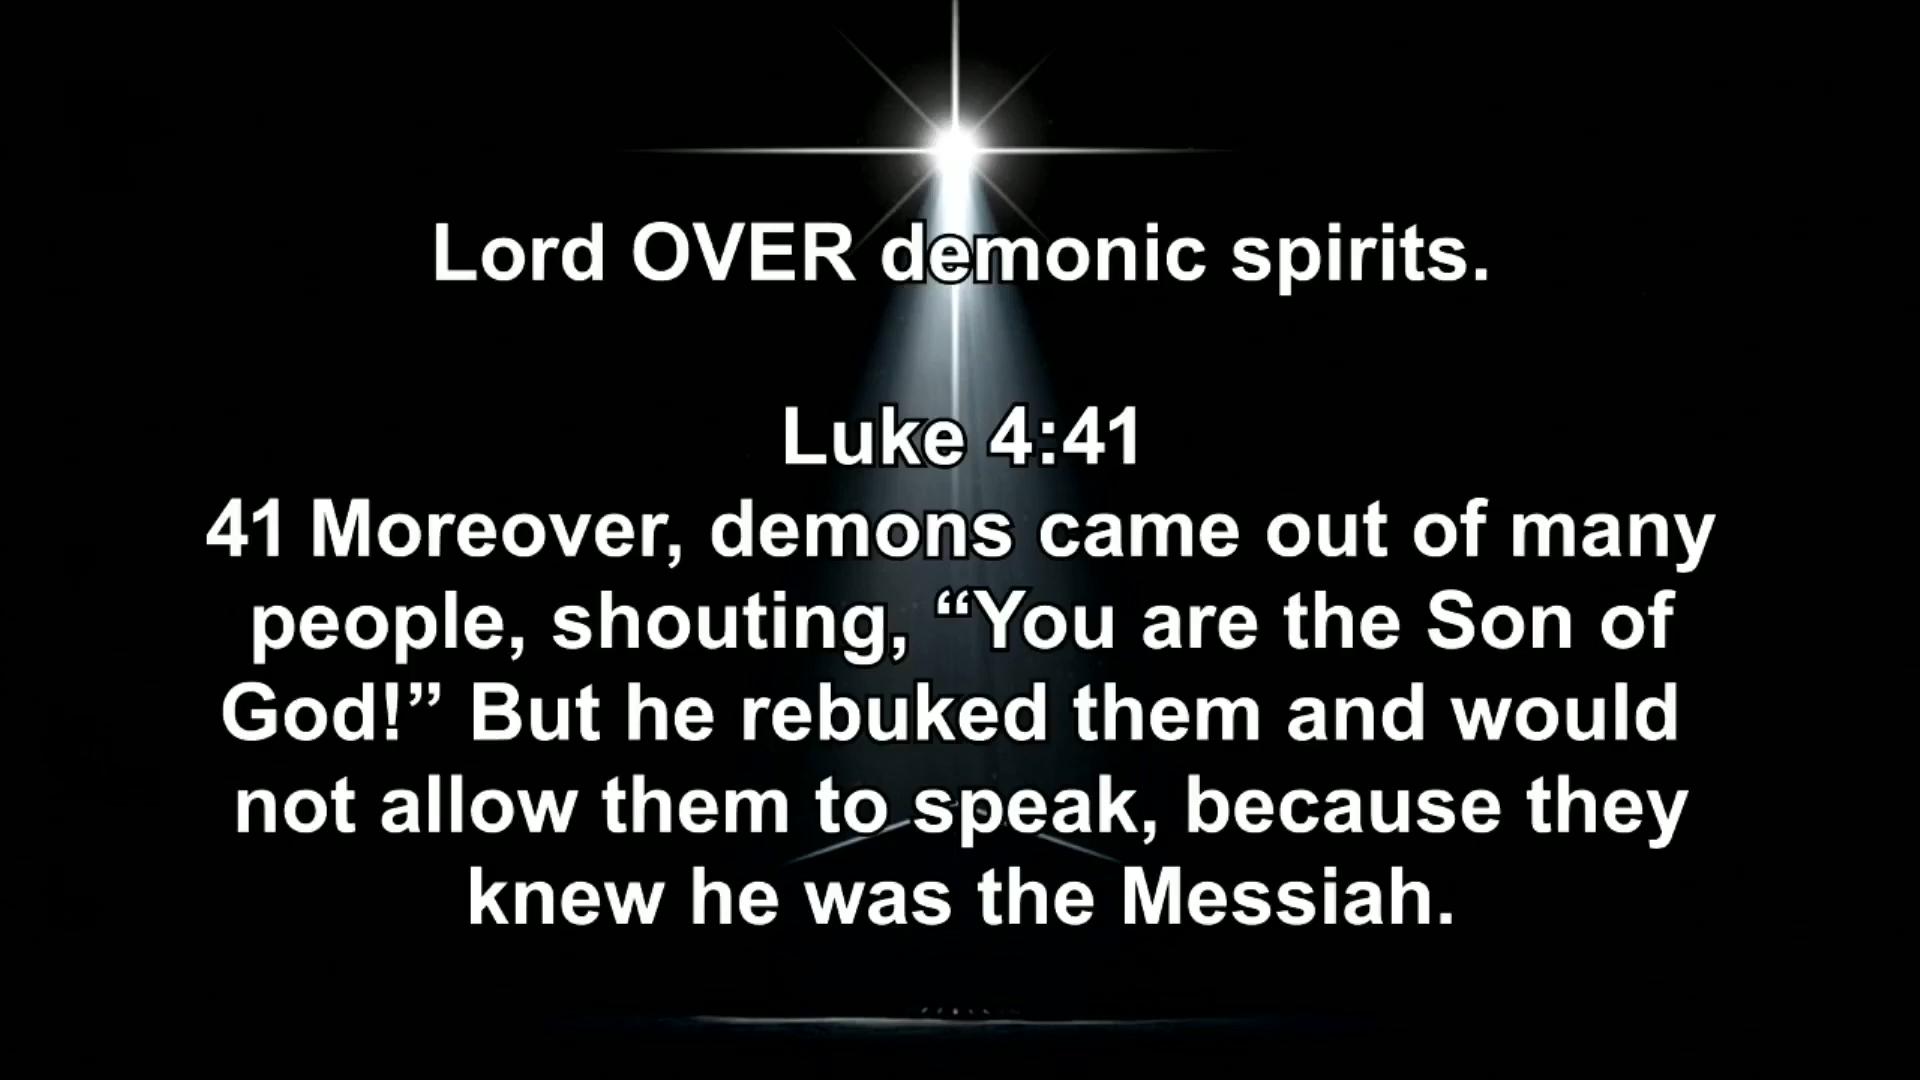 Lord OVER demonic spirits.
Luke 4:41
41 Moreover, demons came out of many
people, shouting, “You are the Son of
God!” But he rebuked them and would
not allow them to speak, because they
knew he was the Messiah.